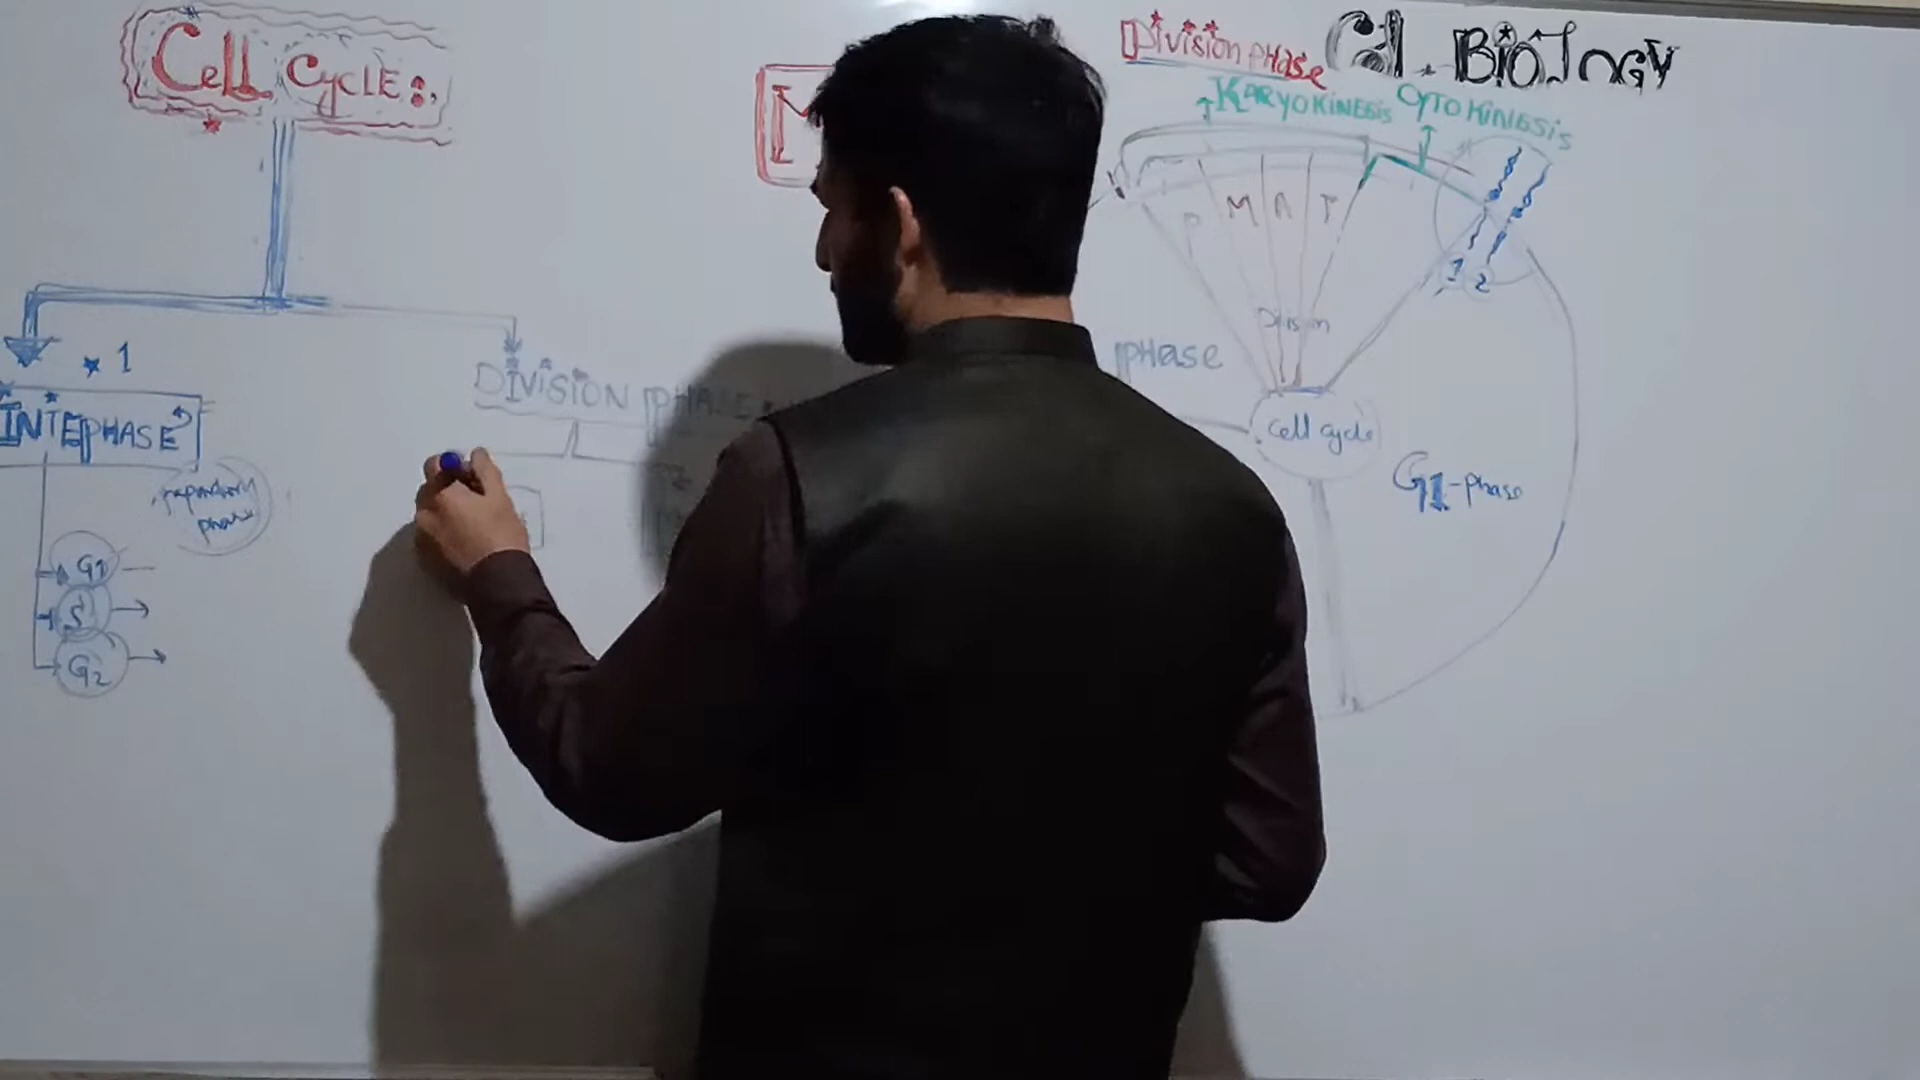 Cell Cycle:,
Division phase
Cell. BiOlOGY
KARYOKINESIS
CYTOKINESIS
P M A T
1 2
Division
* 1
DIVISION PHASE
phase
INTEPHASE
Cell cycle
G1-phase
phase
G1
S
G2